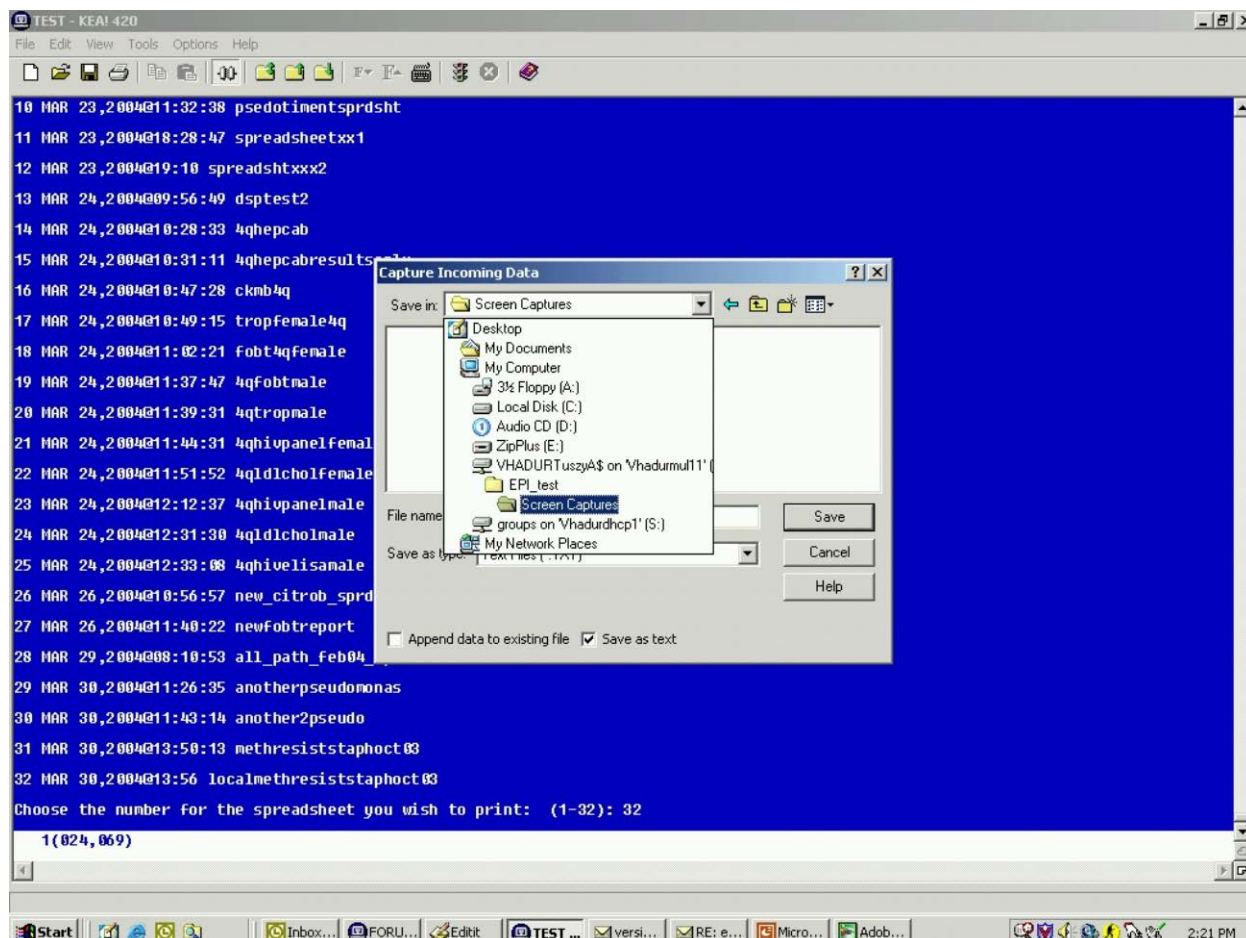 TEST - KEA! 420
File Edit View Tools Options Help
10 MAR 23,2004@11:32:38 psedotimentsprdsht
11 MAR 23,2004@18:28:47 spreadsheetxx1
12 MAR 23,2004@19:10 spreadshtxxx2
13 MAR 24,2004@09:56:49 dsptest2
14 MAR 24,2004@10:28:33 4qhepcab
15 MAR 24,2004@10:31:11 4qhepcabresults
16 MAR 24,2004@10:47:28 ckmb4q
17 MAR 24,2004@10:49:15 tropfemale4q
18 MAR 24,2004@11:02:21 fobt4qfemale
19 MAR 24,2004@11:37:47 4qfobtmale
20 MAR 24,2004@11:39:31 4qtropmale
21 MAR 24,2004@11:44:31 4qhivpanelfemal
22 MAR 24,2004@11:51:52 4qldlcholfemale
23 MAR 24,2004@12:12:37 4qhivpanelmale
24 MAR 24,2004@12:31:30 4qldlcholmale
25 MAR 24,2004@12:33:08 4qhivelisamale
26 MAR 26,2004@10:56:57 new_citrob_sprd
27 MAR 26,2004@11:40:22 newfobtreport
28 MAR 29,2004@08:10:53 all_path_feb04_
29 MAR 30,2004@11:26:35 anotherpseudomonas
30 MAR 30,2004@11:43:14 another2pseudo
31 MAR 30,2004@13:50:13 methresiststaphoct03
32 MAR 30,2004@13:56 localmethresiststaphoct03
Choose the number for the spreadsheet you wish to print: (1-32): 32
1(024,069)
Capture Incoming Data
Save in: Screen Captures
Desktop
My Documents
My Computer
3½ Floppy (A:)
Local Disk (C:)
Audio CD (D:)
ZipPlus (E:)
VHADURTuszyA$ on 'Vhadurmul11' (
EPI_test
Screen Captures
groups on 'Vhadurdhcp1' (S:)
My Network Places
File name
Save
Save as type: Text Files (*.TXT)
Cancel
Help
Append data to existing file
Save as text
Start
Inbox...
FORU...
Editit
TEST ...
versi...
RE: e...
Micro...
Adob...
2:21 PM